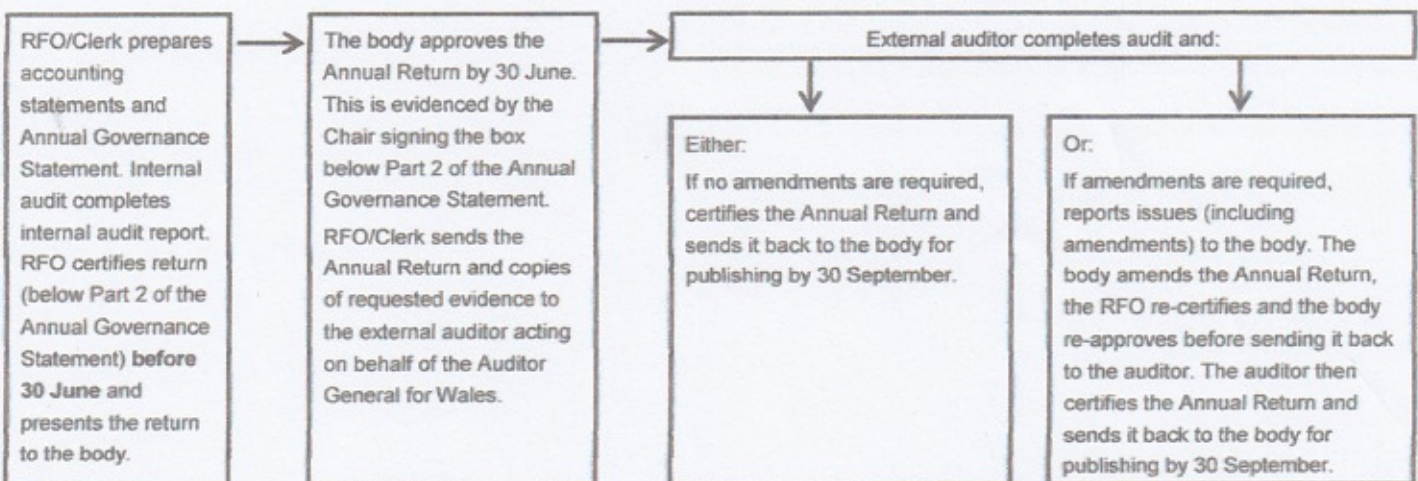 RFO/Clerk prepares
accounting
statements and
Annual Governance
Statement. Internal
audit completes
internal audit report.
RFO certifies return
(below Part 2 of the
Annual Governance
Statement) before
30 June and
presents the return
to the body.
The body approves the
Annual Return by 30 June.
This is evidenced by the
Chair signing the box
below Part 2 of the Annual
Governance Statement.
RFO/Clerk sends the
Annual Return and copies
of requested evidence to
the external auditor acting
on behalf of the Auditor
General for Wales.
External auditor completes audit and:
Either:
If no amendments are required,
certifies the Annual Return and
sends it back to the body for
publishing by 30 September.
Or:
If amendments are required,
reports issues (including
amendments) to the body. The
body amends the Annual Return,
the RFO re-certifies and the body
re-approves before sending it back
to the auditor. The auditor then
certifies the Annual Return and
sends it back to the body for
publishing by 30 September.